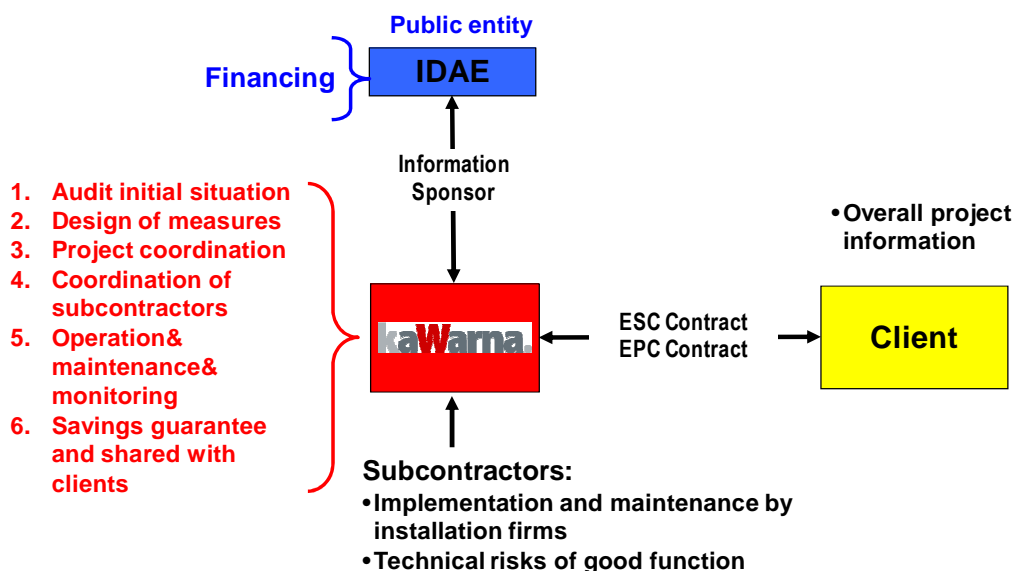 Public entity
IDAE
Financing
Information
Sponsor
1. Audit initial situation
2. Design of measures
3. Project coordination
4. Coordination of
subcontractors
5. Operation&
maintenance&
monitoring
6. Savings guarantee
and shared with
clients
kaWarna.
ESC Contract
EPC Contract
•Overall project
information
Client
Subcontractors:
•Implementation and maintenance by
installation firms
•Technical risks of good function